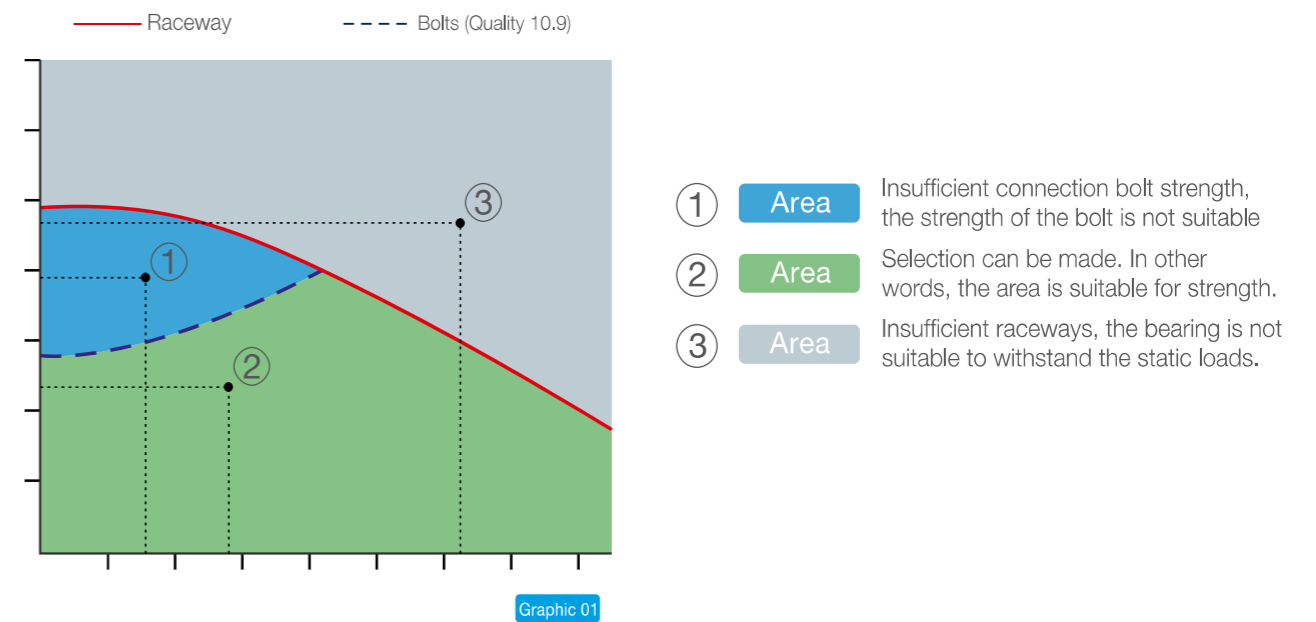 Raceway
Bolts (Quality 10.9)
3
1
2
Graphic 01
1 Area Insufficient connection bolt strength,
the strength of the bolt is not suitable
2 Area Selection can be made. In other
words, the area is suitable for strength.
3 Area Insufficient raceways, the bearing is not
suitable to withstand the static loads.